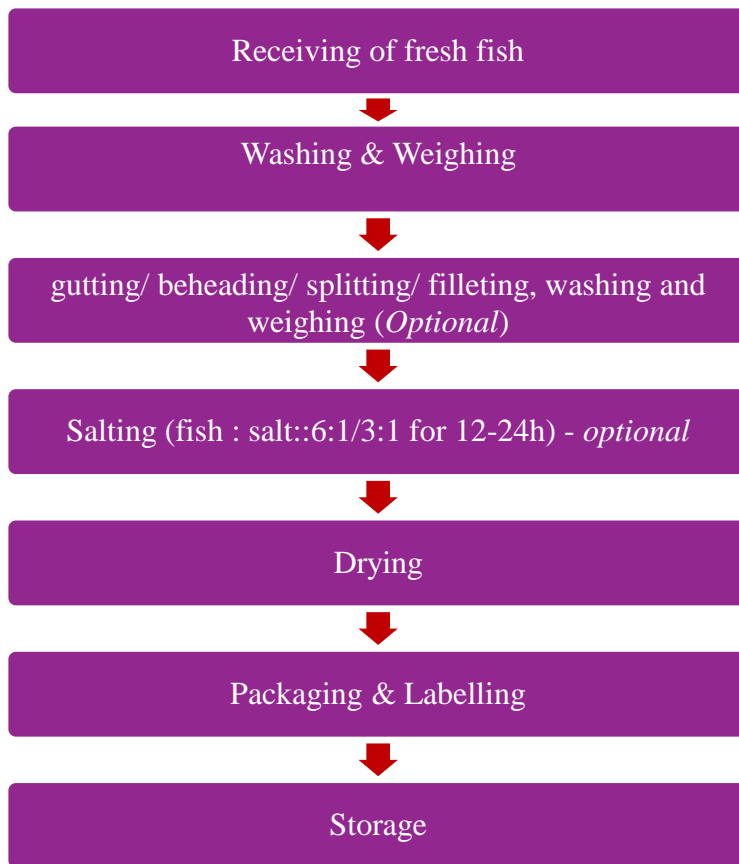 Receiving of fresh fish
Washing & Weighing
gutting/ beheading/ splitting/ filleting, washing and
weighing (Optional)
Salting (fish : salt::6:1/3:1 for 12-24h) - optional
Drying
Packaging & Labelling
Storage